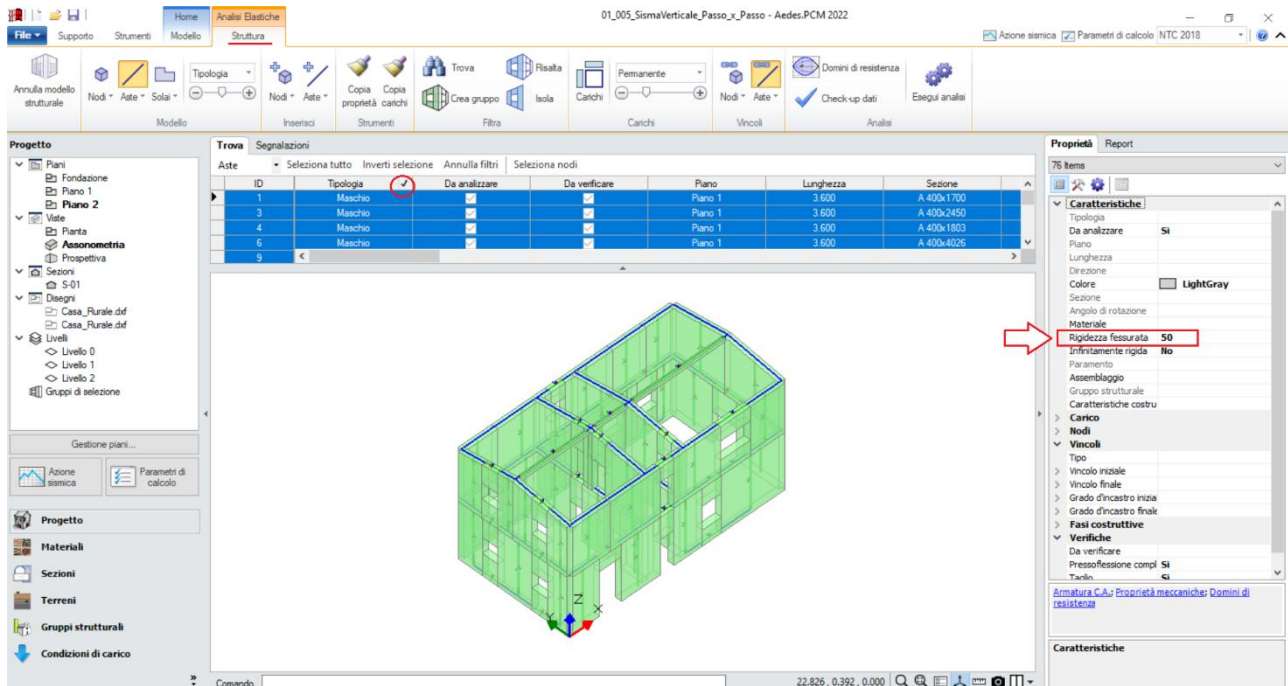 01_005_SismaVerticale_Passo_x_Passo - Aedes.PCM 2022
Home
Analisi Elastiche
File
Supporto
Strumenti
Modello
Struttura
Azione sismica
Parametri di calcolo
NTC 2018
Annulla modello strutturale
Nodi
Aste
Solai
Tipologia
Modello
Nodi
Aste
Inserisci
Copia proprietà
Copia carichi
Strumenti
Trova
Crea gruppo
Risalta
Isola
Filtra
Carichi
Permanente
Carichi
Nodi
Aste
Vincoli
Domini di resistenza
Check-up dati
Esegui analisi
Analisi
Progetto
Piani
Fondazione
Piano 1
Piano 2
Viste
Pianta
Assonometria
Prospettiva
Sezioni
S-01
Disegni
Casa_Rurale.dxf
Casa_Rurale.dxf
Livelli
Livello 0
Livello 1
Livello 2
Gruppi di selezione
Gestione piani...
Azione sismica
Parametri di calcolo
Progetto
Materiali
Sezioni
Terreni
Gruppi strutturali
Condizioni di carico
Trova Segnalazioni
Aste Seleziona tutto Inverti selezione Annulla filtri Seleziona nodi
ID Tipologia Da analizzare Da verificare Piano Lunghezza Sezione
1 Maschio Piano 1 3.600 A 400x1700
3 Maschio Piano 1 3.600 A 400x2450
4 Maschio Piano 1 3.600 A 400x1803
6 Maschio Piano 1 3.600 A 400x4026
9
Z
X
Y
Comando
22.826 , 0.392 , 0.000
Proprietà Report
76 Items
Caratteristiche
Tipologia
Da analizzare Sì
Piano
Lunghezza
Direzione
Colore LightGray
Sezione
Angolo di rotazione
Materiale
Rigidezza fessurata 50
Infinitamente rigida No
Paramento
Assemblaggio
Gruppo strutturale
Caratteristiche costru
Carico
Nodi
Vincoli
Tipo
Vincolo iniziale
Vincolo finale
Grado d'incastro inizia
Grado d'incastro finale
Fasi costruttive
Verifiche
Da verificare
Pressoflessione compl Sì
Taglio Sì
Armatura C.A.; Proprietà meccaniche; Domini di
resistenza
Caratteristiche